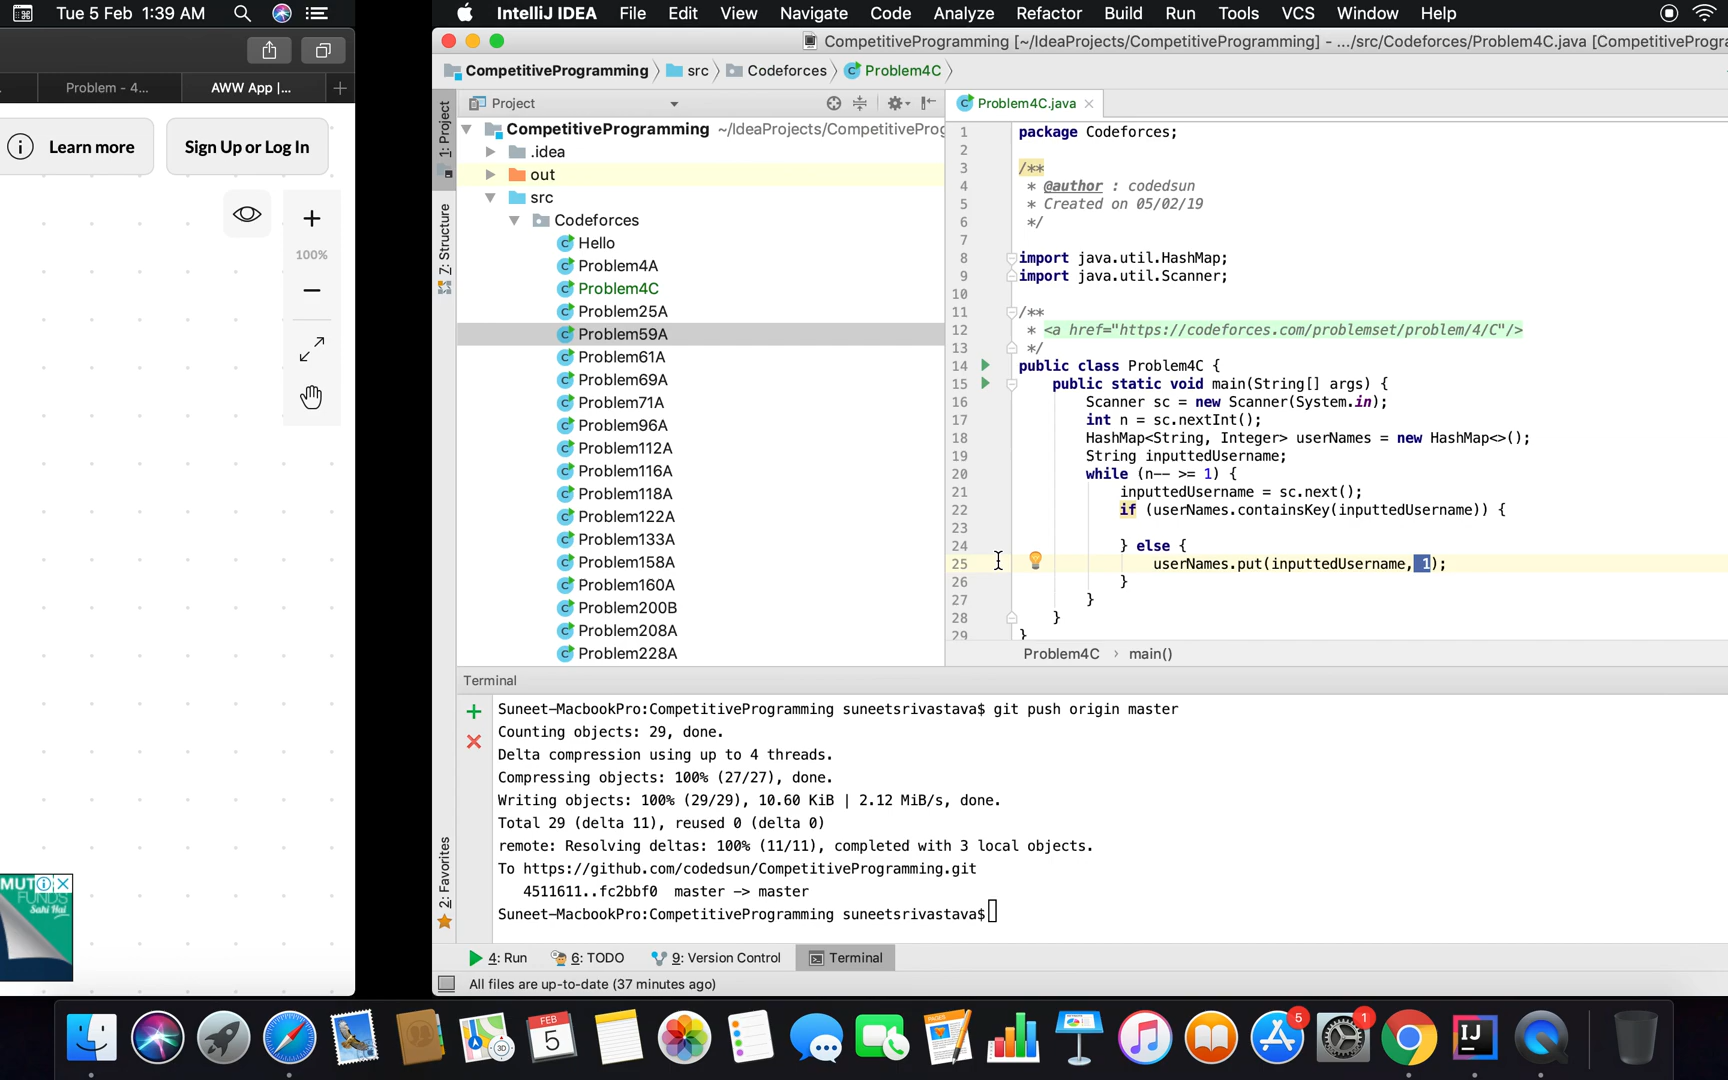 Tue 5 Feb 1:39 AM
IntelliJ IDEA File Edit View Navigate Code Analyze Refactor Build Run Tools VCS Window Help
CompetitiveProgramming [~/IdeaProjects/CompetitiveProgramming] - .../src/Codeforces/Problem4C.java [CompetitiveProgra
CompetitiveProgramming src Codeforces Problem4C
Problem - 4...
AWW App |...
Learn more
Sign Up or Log In
100%
MUT
FUNDS
Sahi Hai
1: Project
7: Structure
2: Favorites
Project
CompetitiveProgramming ~/IdeaProjects/CompetitiveProg
.idea
out
src
Codeforces
Hello
Problem4A
Problem4C
Problem25A
Problem59A
Problem61A
Problem69A
Problem71A
Problem96A
Problem112A
Problem116A
Problem118A
Problem122A
Problem133A
Problem158A
Problem160A
Problem200B
Problem208A
Problem228A
Problem4C.java
1 package Codeforces;
2
3 /**
4 * @author : codedsun
5 * Created on 05/02/19
6 */
7
8 import java.util.HashMap;
9 import java.util.Scanner;
10
11 /**
12 * <a href="https://codeforces.com/problemset/problem/4/C"/>
13 */
14 public class Problem4C {
15 public static void main(String[] args) {
16 Scanner sc = new Scanner(System.in);
17 int n = sc.nextInt();
18 HashMap<String, Integer> userNames = new HashMap<>();
19 String inputtedUsername;
20 while (n-- >= 1) {
21 inputtedUsername = sc.next();
22 if (userNames.containsKey(inputtedUsername)) {
23
24 } else {
25 userNames.put(inputtedUsername, 1);
26 }
27 }
28 }
29 }
Problem4C main()
Terminal
Suneet-MacbookPro:CompetitiveProgramming suneetsrivastava$ git push origin master
Counting objects: 29, done.
Delta compression using up to 4 threads.
Compressing objects: 100% (27/27), done.
Writing objects: 100% (29/29), 10.60 KiB | 2.12 MiB/s, done.
Total 29 (delta 11), reused 0 (delta 0)
remote: Resolving deltas: 100% (11/11), completed with 3 local objects.
To https://github.com/codedsun/CompetitiveProgramming.git
4511611..fc2bbf0 master -> master
Suneet-MacbookPro:CompetitiveProgramming suneetsrivastava$
4: Run 6: TODO 9: Version Control Terminal
All files are up-to-date (37 minutes ago)
FEB
5
3D
PAGES
5
1
IJ